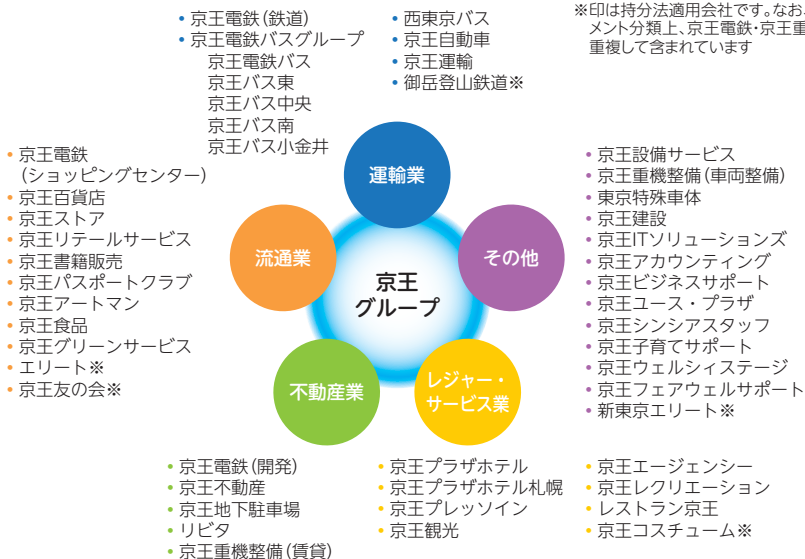 ・京王電鉄(鉄道)
・京王電鉄バスグループ
京王電鉄バス
京王バス東
京王バス中央
京王バス南
京王バス小金井
・西東京バス
・京王自動車
・京王運輸
・御岳登山鉄道※
※印は持分法適用会社です。なお、
メント分類上、京王電鉄・京王重
重複して含まれています
運輸業
・京王電鉄
(ショッピングセンター)
・京王百貨店
・京王ストア
・京王リテールサービス
・京王書籍販売
・京王パスポートクラブ
・京王アートマン
・京王食品
・京王グリーンサービス
・エリート※
・京王友の会※
流通業
京王
グループ
その他
・京王設備サービス
・京王重機整備(車両整備)
・東京特殊車体
・京王建設
・京王ITソリューションズ
・京王アカウンティング
・京王ビジネスサポート
・京王ユース・プラザ
・京王シンシアスタッフ
・京王子育てサポート
・京王ウェルシィステージ
・京王フェアウェルサポート
・新東京エリート※
不動産業
レジャー・
サービス業
・京王電鉄(開発)
・京王不動産
・京王地下駐車場
・リビタ
・京王重機整備(賃貸)
・京王プラザホテル
・京王プラザホテル札幌
・京王プレッソイン
・京王観光
・京王エージェンシー
・京王レクリエーション
・レストラン京王
・京王コスチューム※